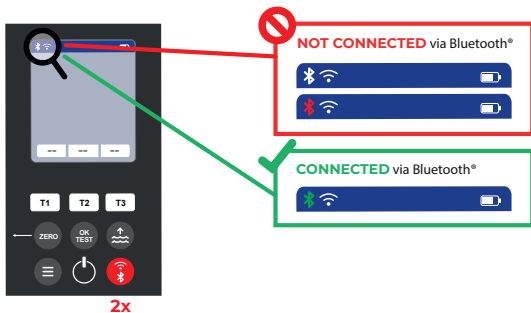 NOT CONNECTED via Bluetooth®
CONNECTED via Bluetooth®
-- -- --
T1 T2 T3
ZERO OK TEST
2x